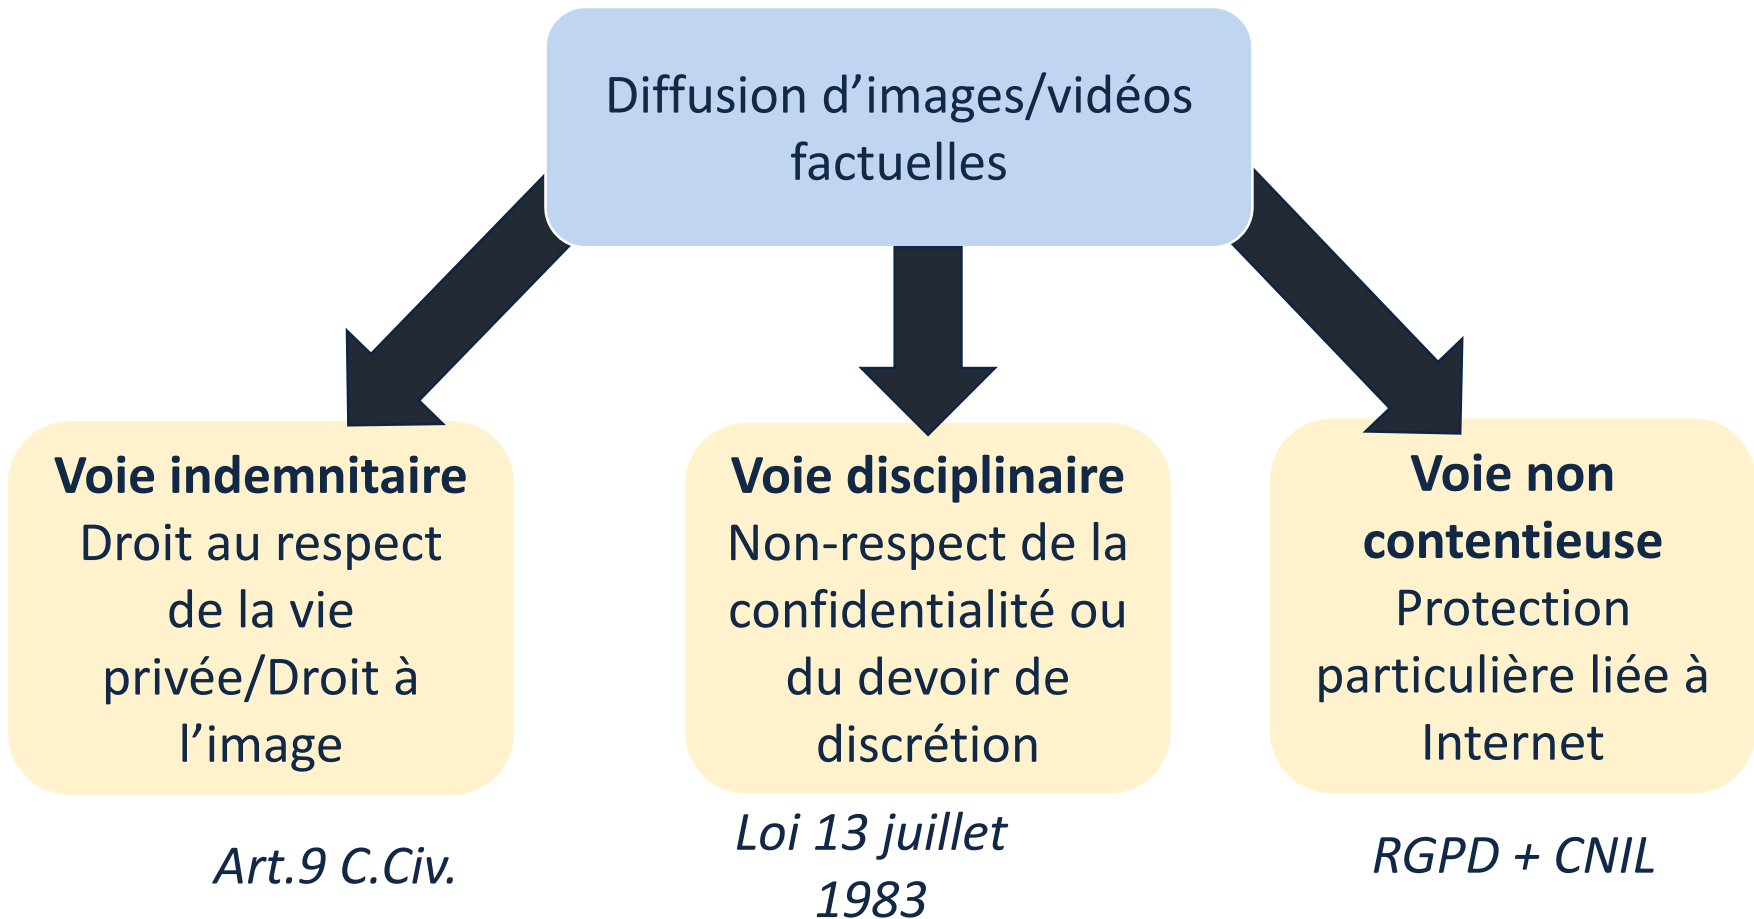 Diffusion d’images/vidéos
factuelles
Voie indemnitaire
Droit au respect
de la vie
privée/Droit à
l’image
Art.9 C.Civ.
Voie disciplinaire
Non-respect de la
confidentialité ou
du devoir de
discrétion
Loi 13 juillet
1983
Voie non
contentieuse
Protection
particulière liée à
Internet
RGPD + CNIL